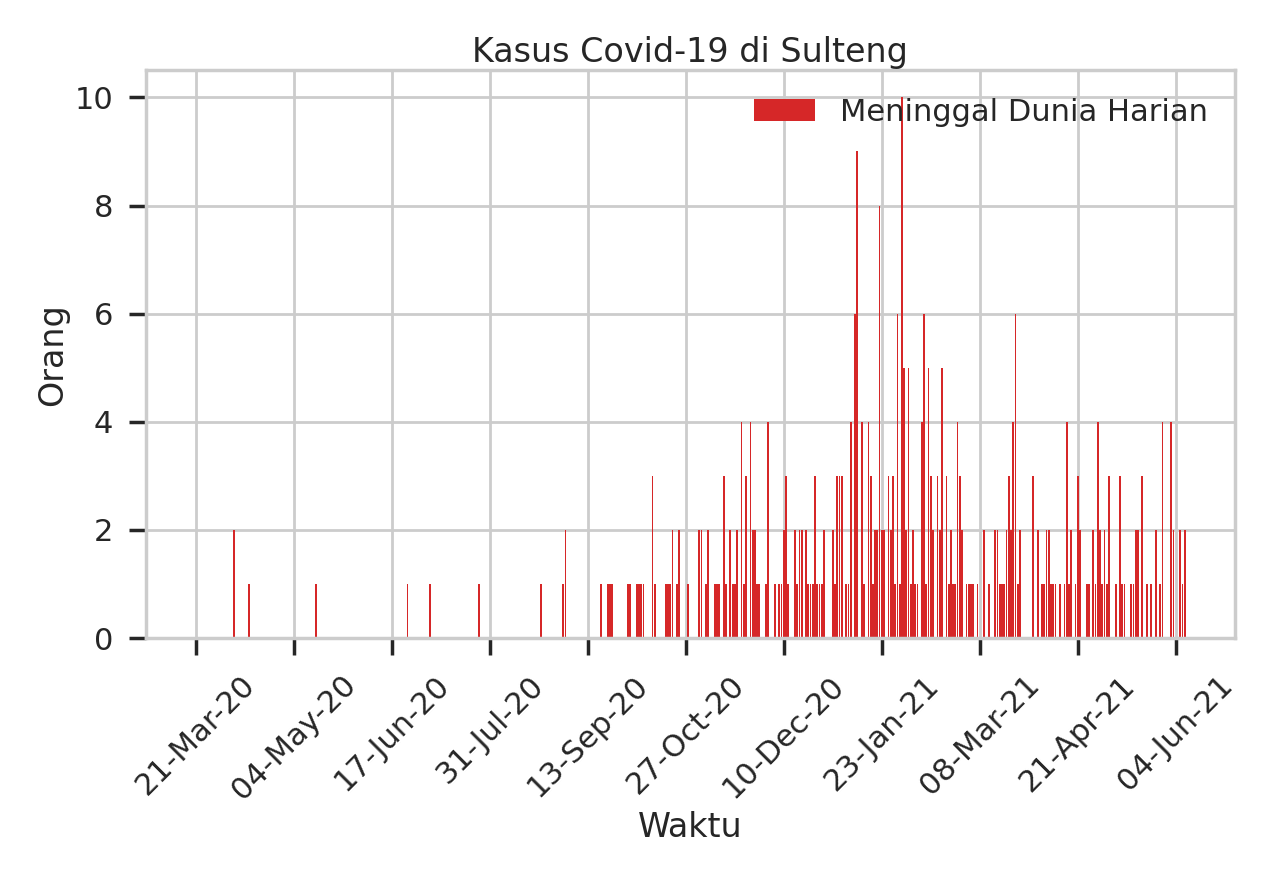 Kasus Covid-19 di Sulteng
Meninggal Dunia Harian
10
8
6
4
2
0
Orang
21-Mar-20
04-May-20
17-Jun-20
31-Jul-20
13-Sep-20
27-Oct-20
10-Dec-20
23-Jan-21
08-Mar-21
21-Apr-21
04-Jun-21
Waktu